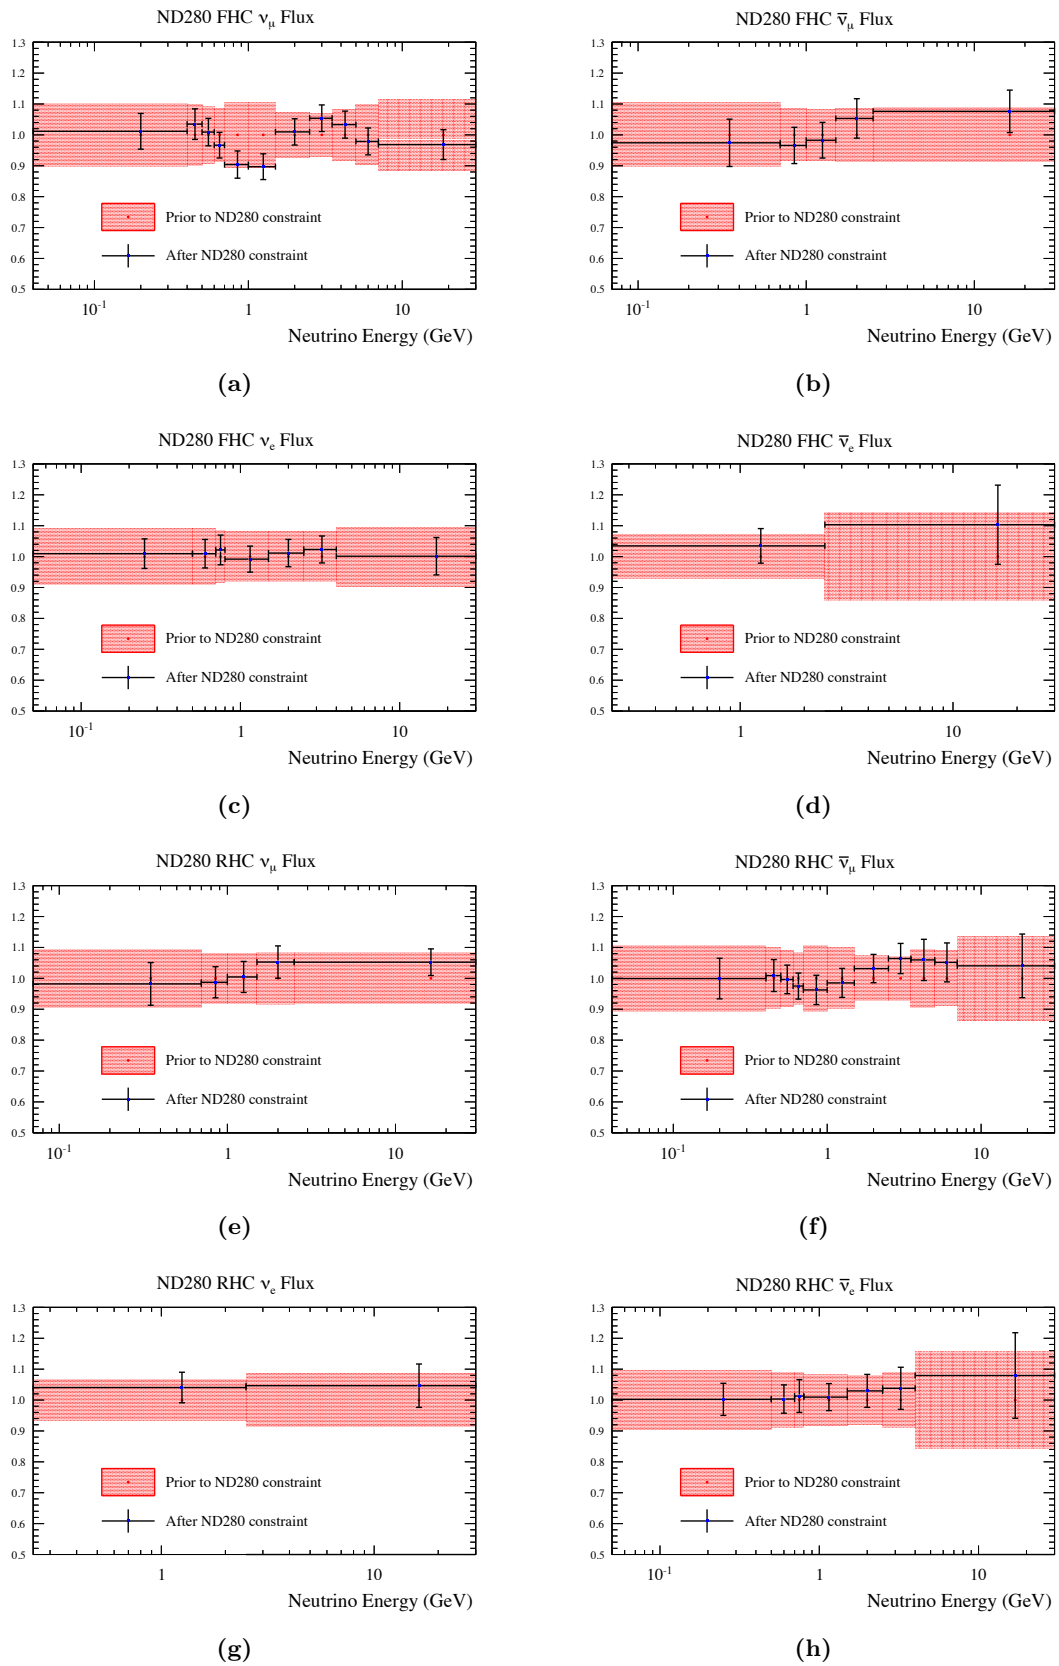 ND280 FHC νμ Flux
1.3
1.2
1.1
1.0
0.9
0.8
0.7
0.6
0.5
Prior to ND280 constraint
After ND280 constraint
10⁻¹ 1 10
Neutrino Energy (GeV)
(a)
ND280 FHC ν̅μ Flux
1.3
1.2
1.1
1.0
0.9
0.8
0.7
0.6
0.5
Prior to ND280 constraint
After ND280 constraint
10⁻¹ 1 10
Neutrino Energy (GeV)
(b)
ND280 FHC νe Flux
1.3
1.2
1.1
1.0
0.9
0.8
0.7
0.6
0.5
Prior to ND280 constraint
After ND280 constraint
10⁻¹ 1 10
Neutrino Energy (GeV)
(c)
ND280 FHC ν̅e Flux
1.3
1.2
1.1
1.0
0.9
0.8
0.7
0.6
0.5
Prior to ND280 constraint
After ND280 constraint
1 10
Neutrino Energy (GeV)
(d)
ND280 RHC νμ Flux
1.3
1.2
1.1
1.0
0.9
0.8
0.7
0.6
0.5
Prior to ND280 constraint
After ND280 constraint
10⁻¹ 1 10
Neutrino Energy (GeV)
(e)
ND280 RHC ν̅μ Flux
1.3
1.2
1.1
1.0
0.9
0.8
0.7
0.6
0.5
Prior to ND280 constraint
After ND280 constraint
10⁻¹ 1 10
Neutrino Energy (GeV)
(f)
ND280 RHC νe Flux
1.3
1.2
1.1
1.0
0.9
0.8
0.7
0.6
0.5
Prior to ND280 constraint
After ND280 constraint
1 10
Neutrino Energy (GeV)
(g)
ND280 RHC ν̅e Flux
1.3
1.2
1.1
1.0
0.9
0.8
0.7
0.6
0.5
Prior to ND280 constraint
After ND280 constraint
10⁻¹ 1 10
Neutrino Energy (GeV)
(h)